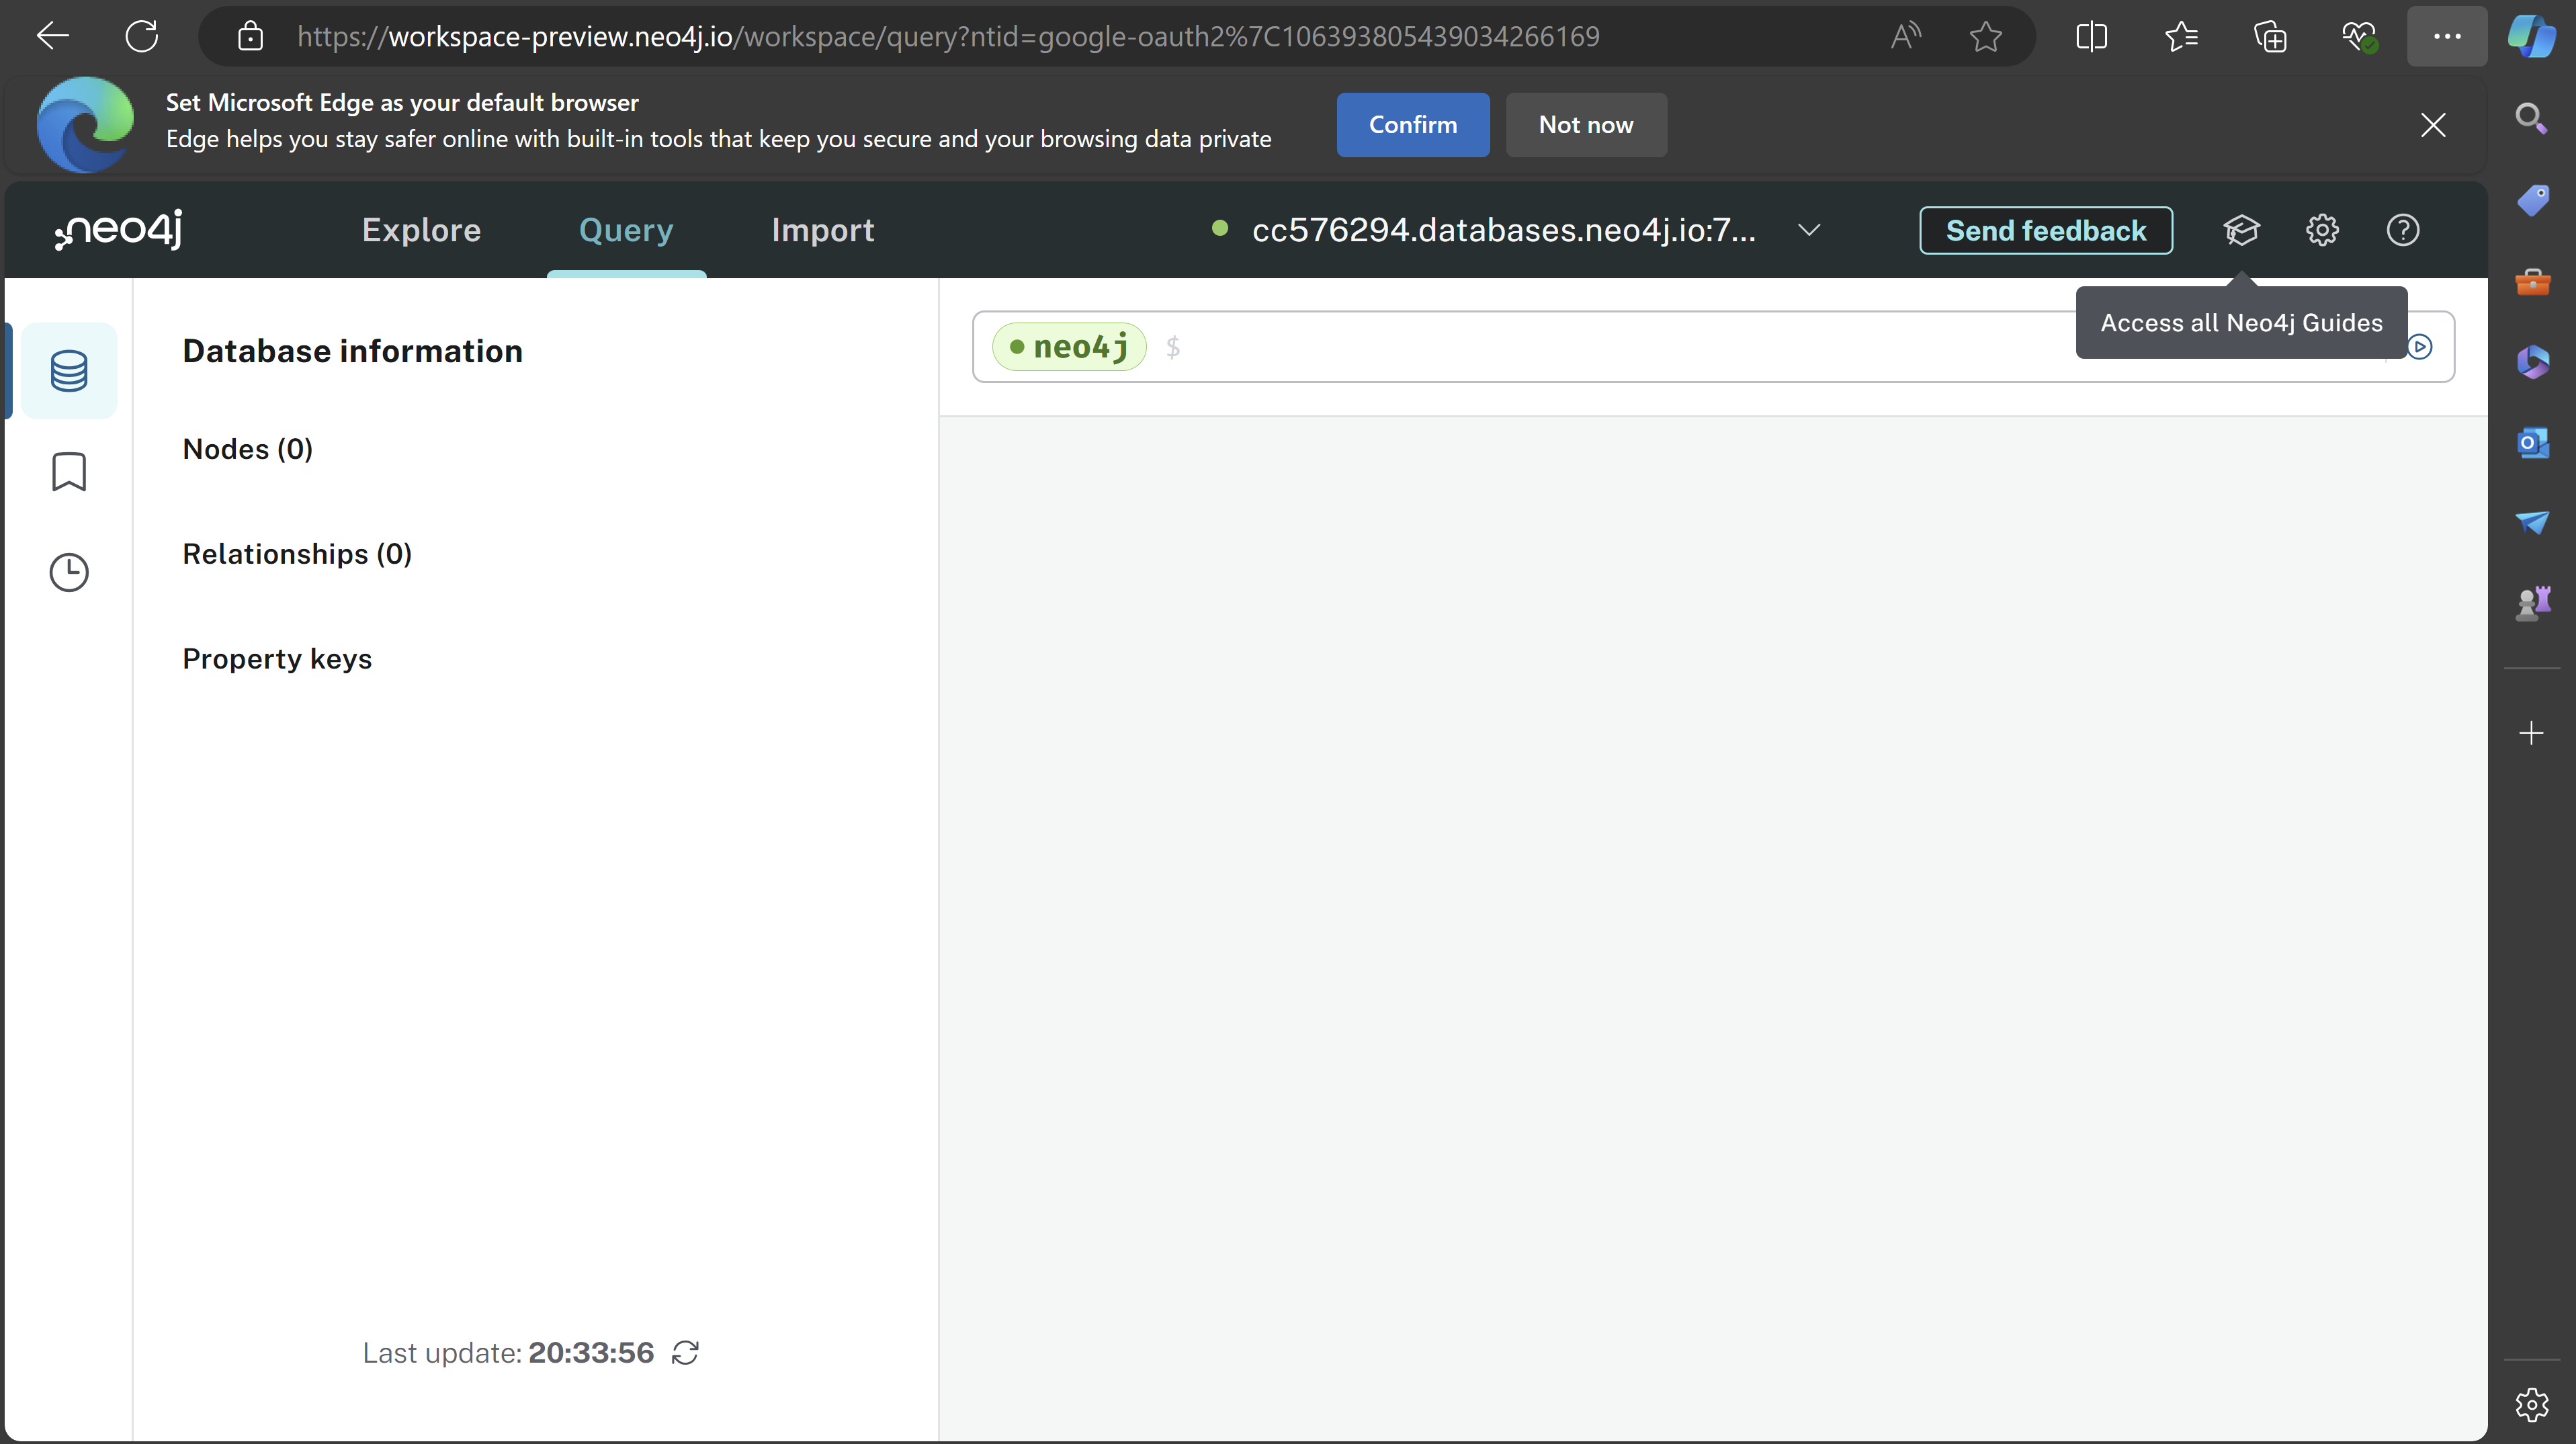 https://workspace-preview.neo4j.io/workspace/query?ntid=google-oauth2%7C106393805439034266169
Set Microsoft Edge as your default browser
Edge helps you stay safer online with built-in tools that keep you secure and your browsing data private
Confirm
Not now
neo4j
Explore
Query
Import
cc576294.databases.neo4j.io:7...
Send feedback
Access all Neo4j Guides
Database information
neo4j $
Nodes (0)
Relationships (0)
Property keys
Last update: 20:33:56